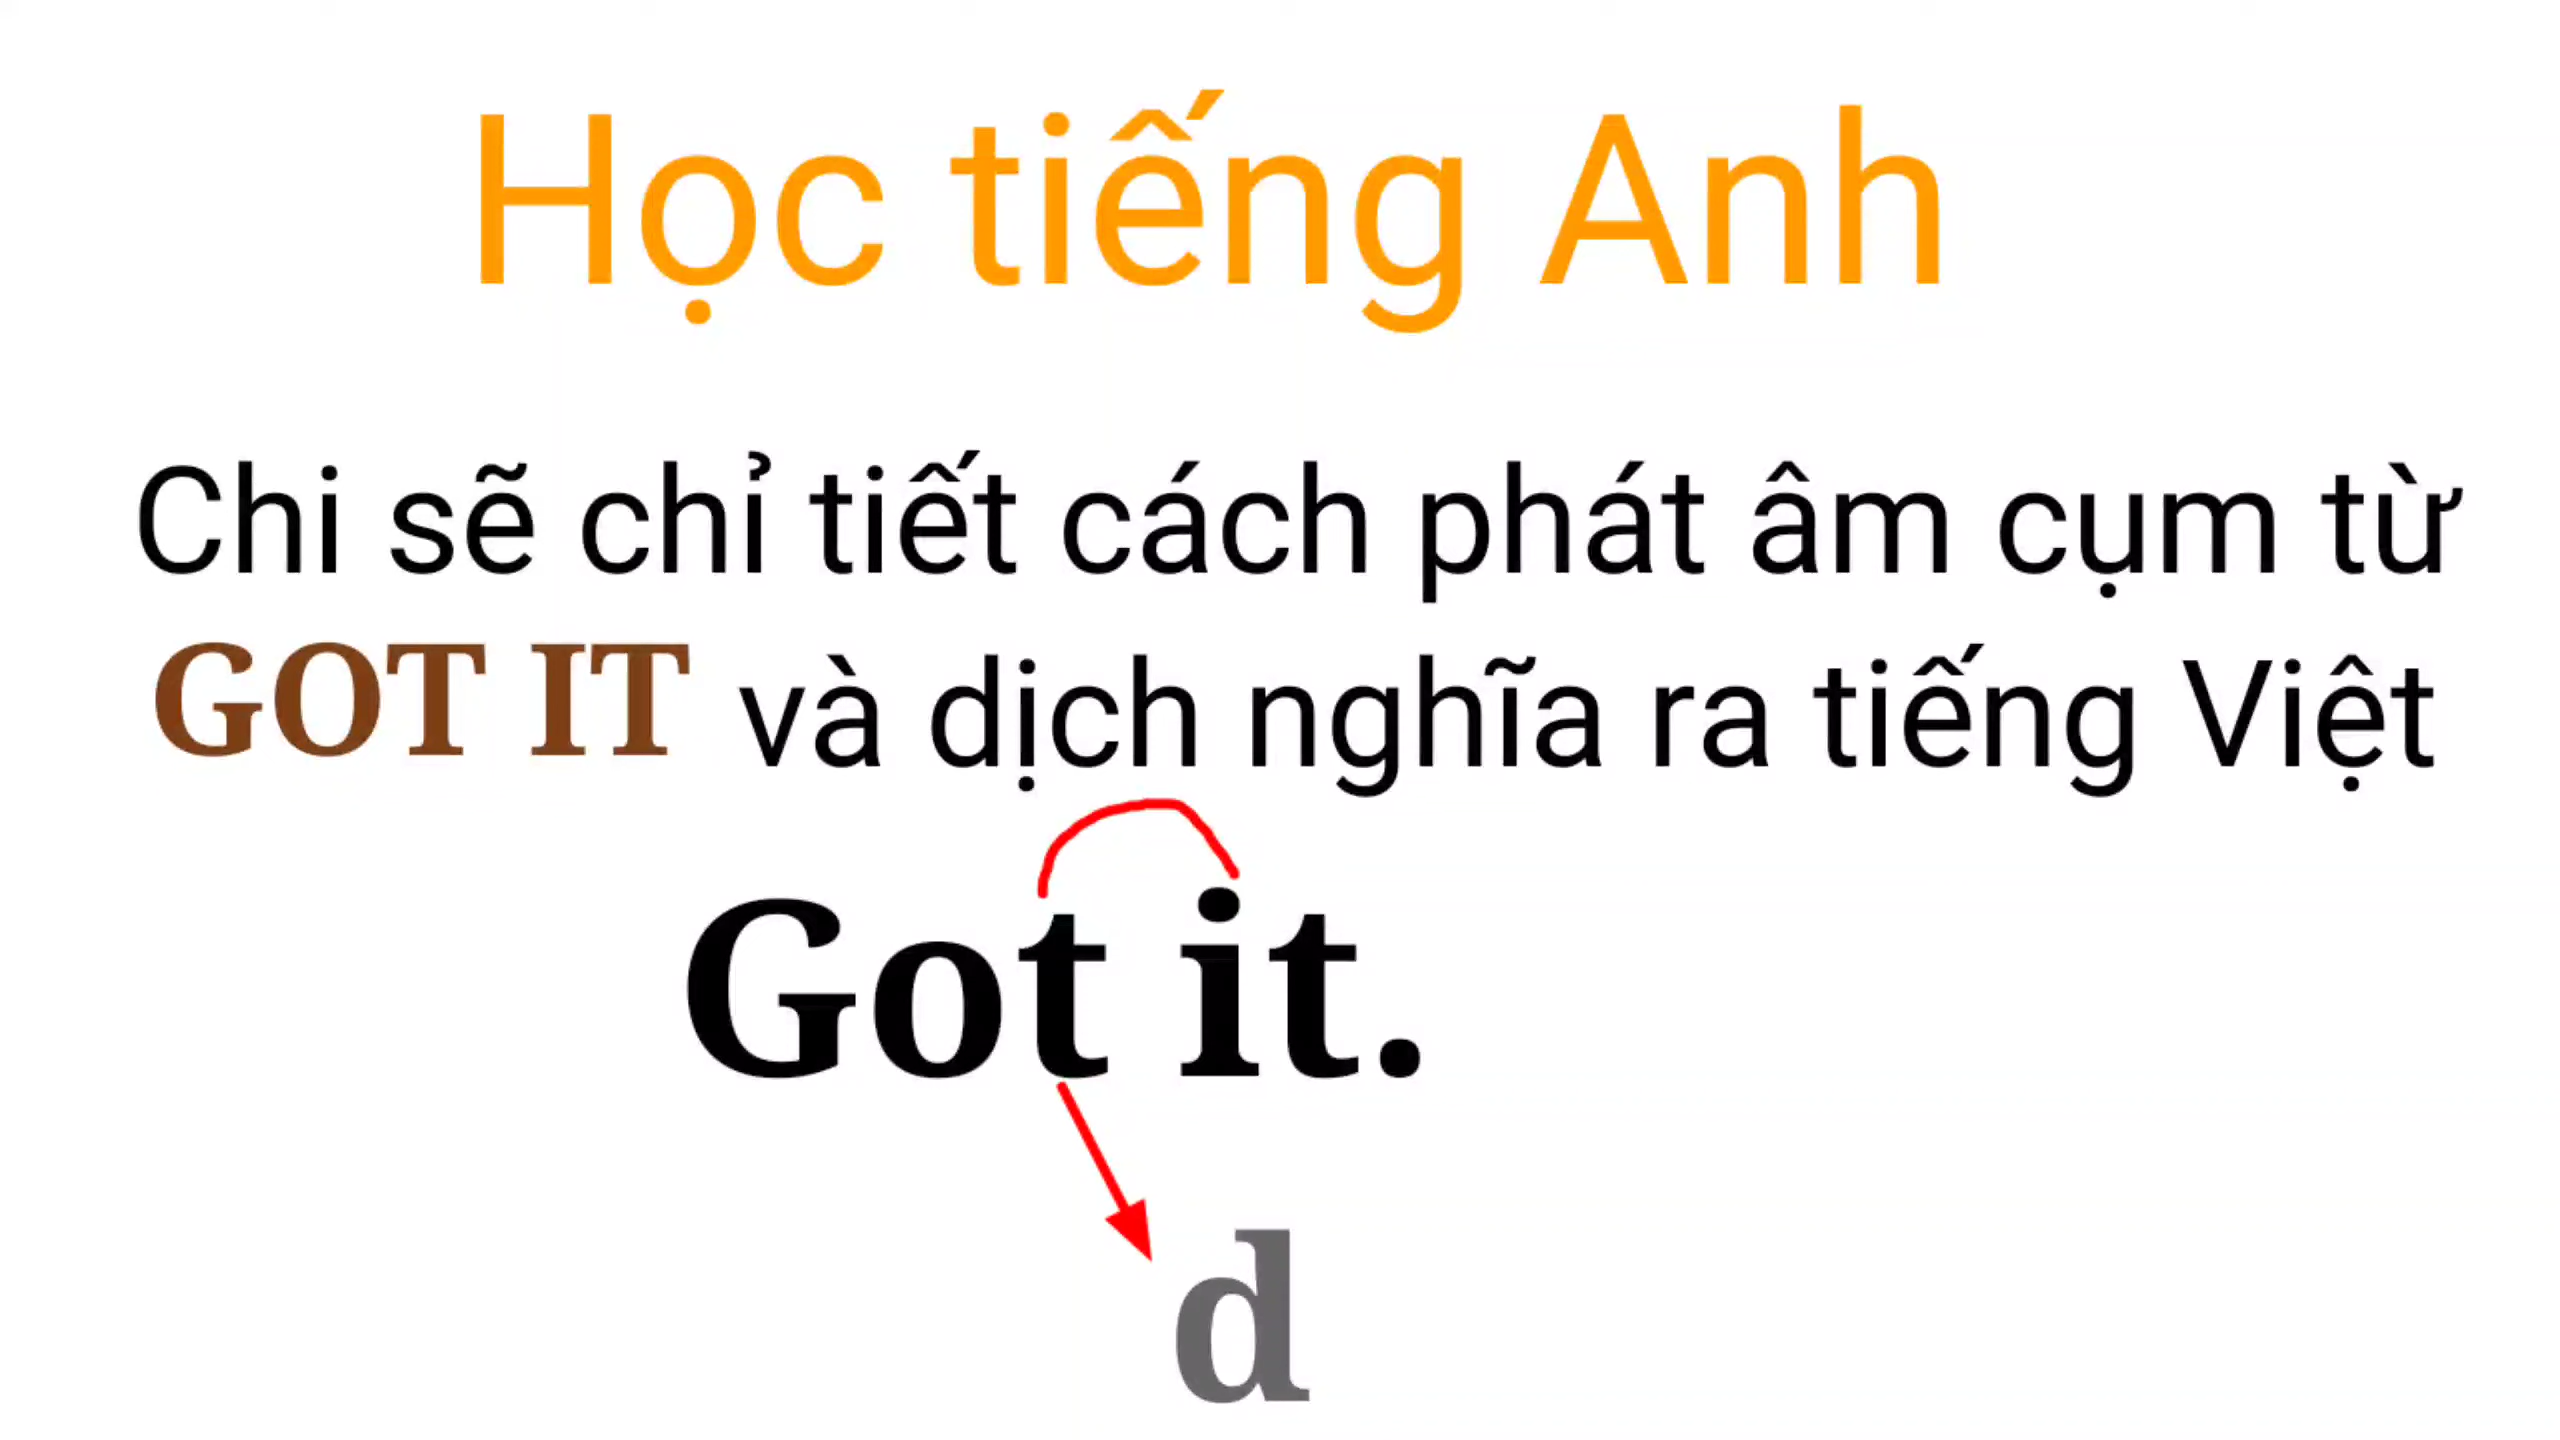 Học tiếng Anh
Chi sẽ chỉ tiết cách phát âm cụm từ
GOT IT và dịch nghĩa ra tiếng Việt
Got it.
d